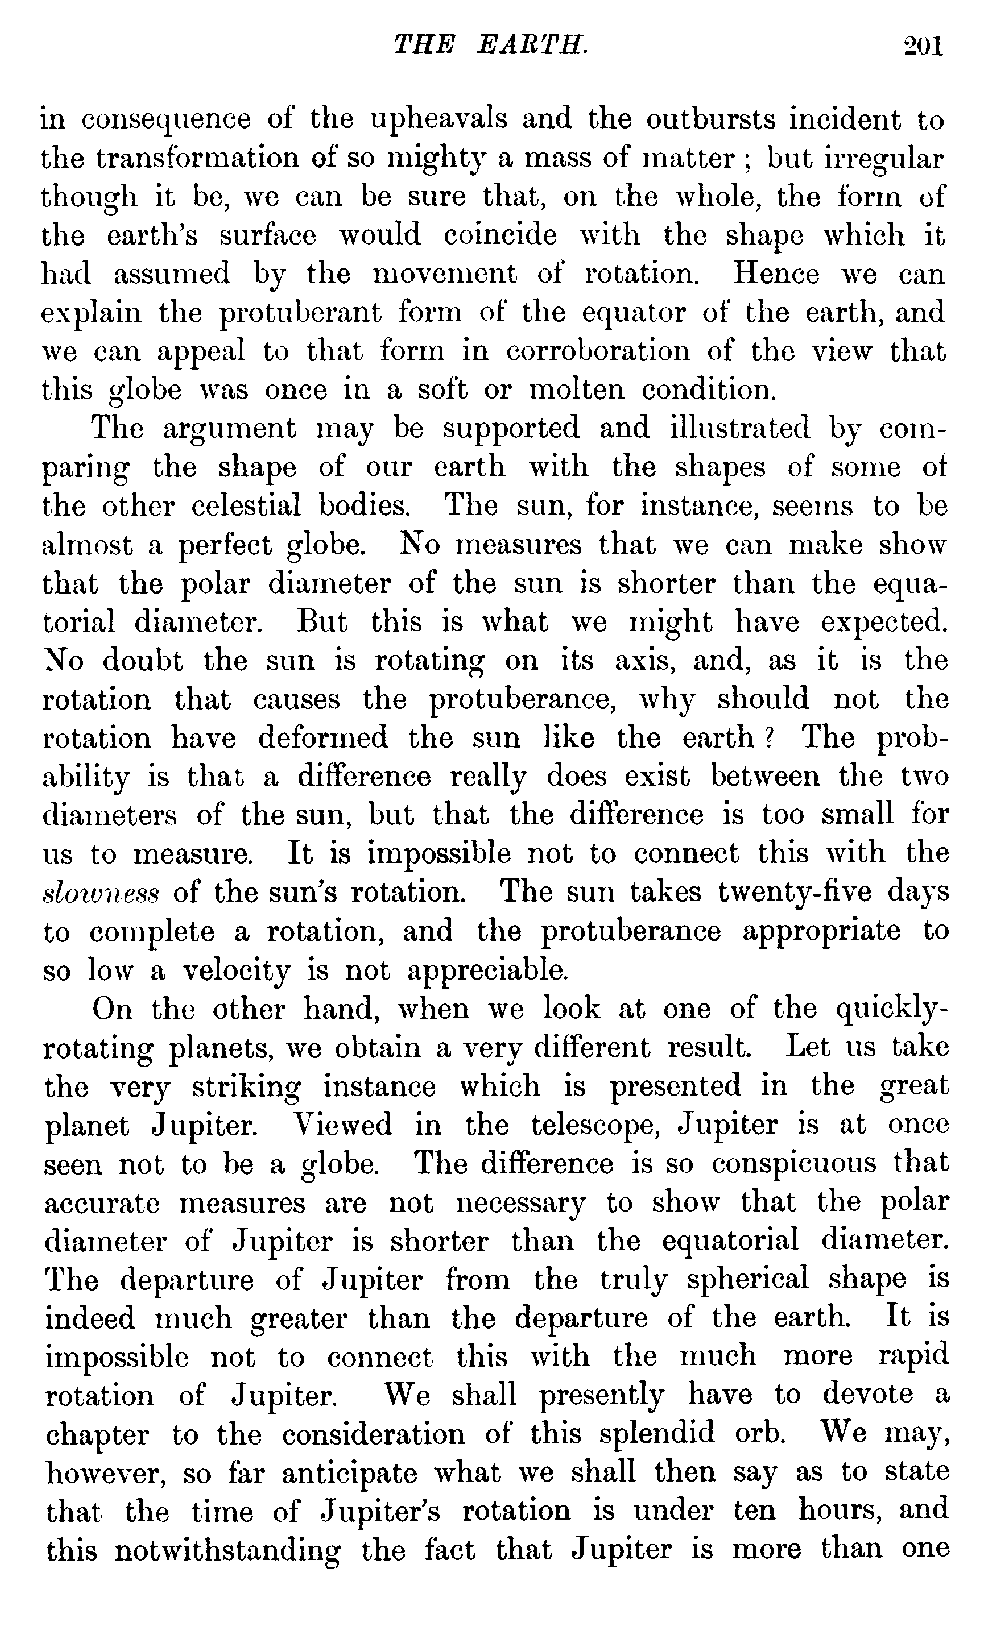 THE EARTH. 201
in consequence of the upheavals and the outbursts incident to
the transformation of so mighty a mass of matter ; but irregular
though it be, we can be sure that, on the whole, the form of
the earth's surface would coincide with the shape which it
had assumed by the movement of rotation. Hence we can
explain the protuberant form of the equator of the earth, and
we can appeal to that form in corroboration of the view that
this globe was once in a soft or molten condition.
The argument may be supported and illustrated by com-
paring the shape of our earth with the shapes of some of
the other celestial bodies. The sun, for instance, seems to be
almost a perfect globe. No measures that we can make show
that the polar diameter of the sun is shorter than the equa-
torial diameter. But this is what we might have expected.
No doubt the sun is rotating on its axis, and, as it is the
rotation that causes the protuberance, why should not the
rotation have deformed the sun like the earth ? The prob-
ability is that a difference really does exist between the two
diameters of the sun, but that the difference is too small for
us to measure. It is impossible not to connect this with the
slowness of the sun's rotation. The sun takes twenty-five days
to complete a rotation, and the protuberance appropriate to
so low a velocity is not appreciable.
On the other hand, when we look at one of the quickly-
rotating planets, we obtain a very different result. Let us take
the very striking instance which is presented in the great
planet Jupiter. Viewed in the telescope, Jupiter is at once
seen not to be a globe. The difference is so conspicuous that
accurate measures are not necessary to show that the polar
diameter of Jupiter is shorter than the equatorial diameter.
The departure of Jupiter from the truly spherical shape is
indeed much greater than the departure of the earth. It is
impossible not to connect this with the much more rapid
rotation of Jupiter. We shall presently have to devote a
chapter to the consideration of this splendid orb. We may,
however, so far anticipate what we shall then say as to state
that the time of Jupiter's rotation is under ten hours, and
this notwithstanding the fact that Jupiter is more than one